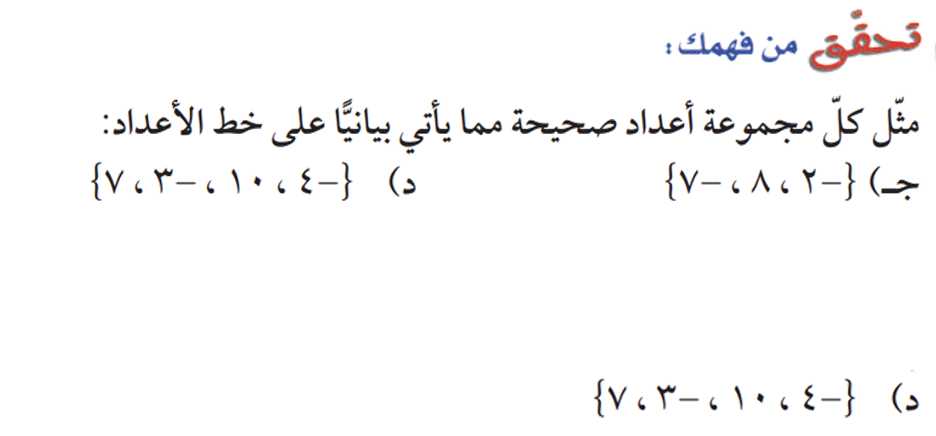 تحقّق من فهمك :
مثّل كلّ مجموعة أعداد صحيحة مما يأتي بيانيًّا على خط الأعداد:
جـ) {-٢ ، ٨ ، -٧} د) {-٤ ، ١٠ ، -٣ ، ٧}
د) {-٤ ، ١٠ ، -٣ ، ٧}